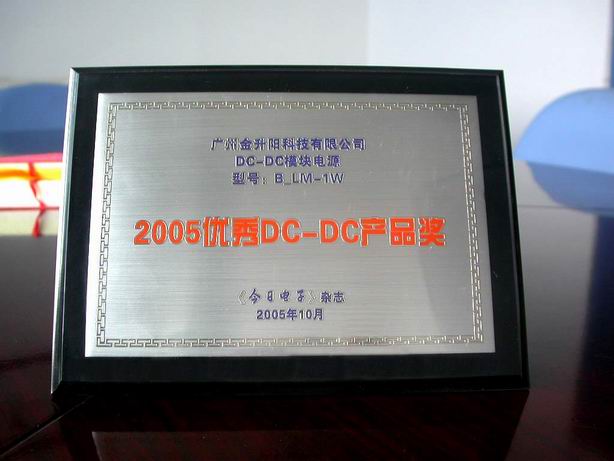 广州金升阳科技有限公司
DC-DC模块电源
型号：B_LM-1W
2005优秀DC-DC产品奖
《今日电子》杂志
2005年10月